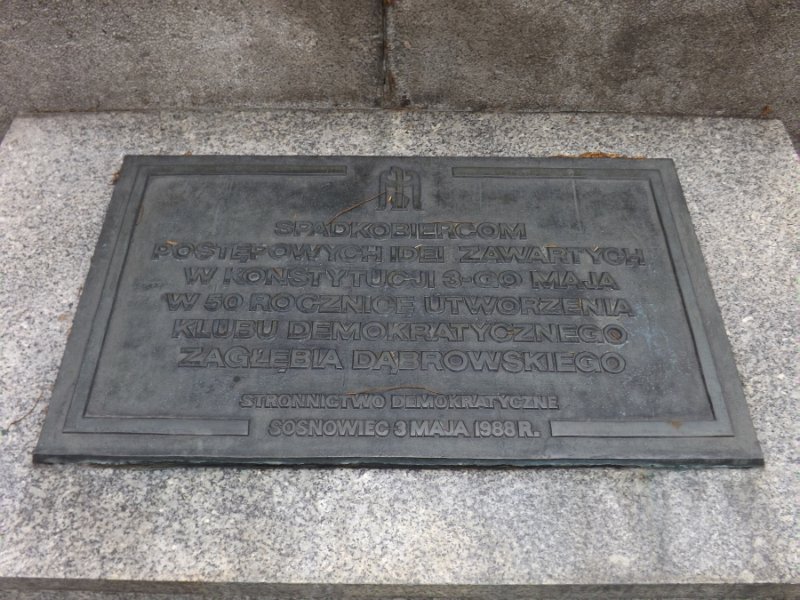 SPADKOBIERCOM
POSTĘPOWYCH IDEI ZAWARTYCH
W KONSTYTUCJI 3-GO MAJA
W 50 ROCZNICĘ UTWORZENIA
KLUBU DEMOKRATYCZNEGO
ZAGŁĘBIA DĄBROWSKIEGO
STRONNICTWO DEMOKRATYCZNE
SOSNOWIEC 3 MAJA 1988 R.